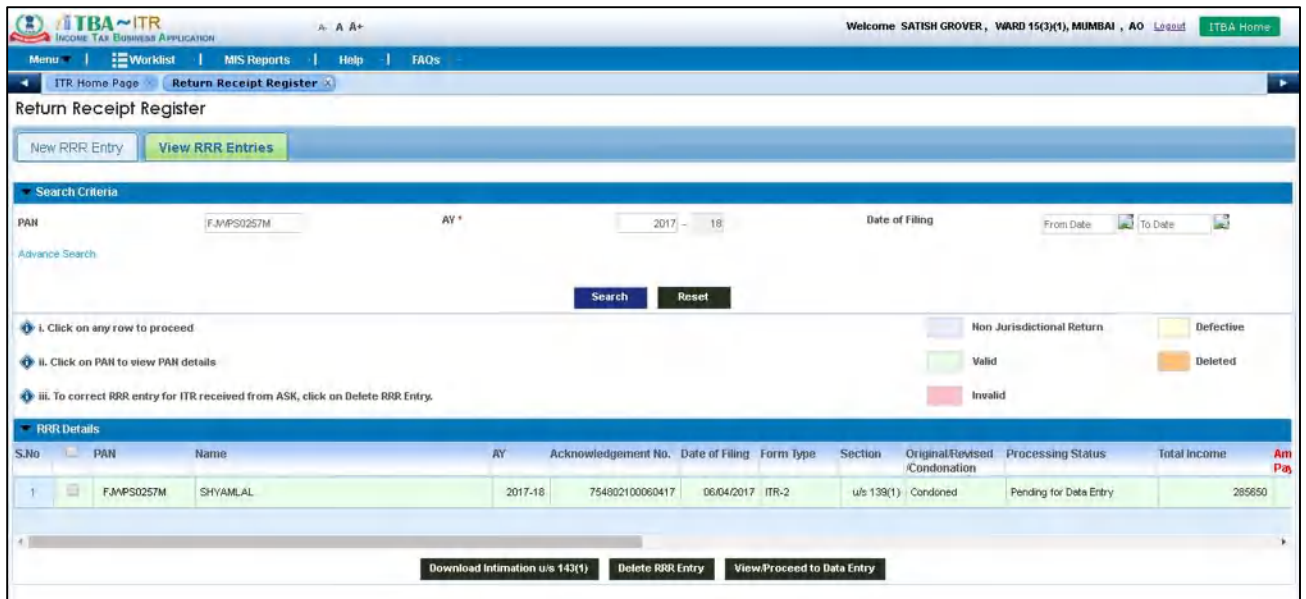 iTBA~ITR
INCOME TAX BUSINESS APPLICATION
A- A A+
Welcome SATISH GROVER , WARD 15(3)(1), MUMBAI , AO Logout ITBA Home
Menu | Worklist | MIS Reports | Help | FAQs
ITR Home Page Return Receipt Register
Return Receipt Register
New RRR Entry View RRR Entries
Search Criteria
PAN FJWPS0257M AY * 2017 - 18 Date of Filing From Date To Date
Advance Search
Search Reset
i. Click on any row to proceed Non Jurisdictional Return Defective
ii. Click on PAN to view PAN details Valid Deleted
iii. To correct RRR entry for ITR received from ASK, click on Delete RRR Entry. Invalid
RRR Details
S.No PAN Name AY Acknowledgement No. Date of Filing Form Type Section Original/Revised Processing Status Total Income Am
/Condonation Pay
1 FJWPS0257M SHYAMLAL 2017-18 754802100060417 06/04/2017 ITR-2 u/s 139(1) Condoned Pending for Data Entry 285650
Download Intimation u/s 143(1) Delete RRR Entry View/Proceed to Data Entry